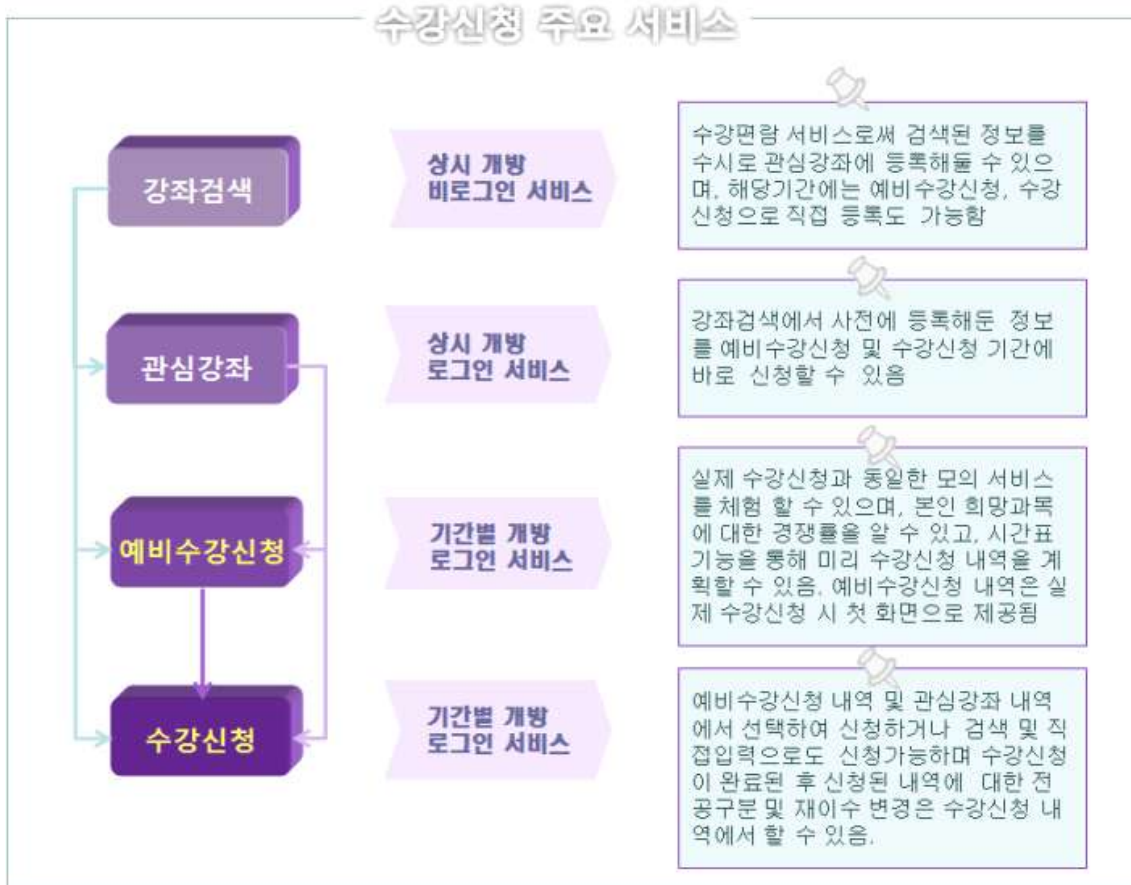 수강신청 주요 서비스
강좌검색
상시 개방
비로그인 서비스
수강편람 서비스로써 검색된 정보를
수시로 관심강좌에 등록해둘 수 있으
며, 해당기간에는 예비수강신청, 수강
신청으로 직접 등록도 가능함
관심강좌
상시 개방
로그인 서비스
강좌검색에서 사전에 등록해둔 정보
를 예비수강신청 및 수강신청 기간에
바로 신청할 수 있음
예비수강신청
기간별 개방
로그인 서비스
실제 수강신청과 동일한 모의 서비스
를 체험 할 수 있으며, 본인 희망과목
에 대한 경쟁률을 알 수 있고, 시간표
기능을 통해 미리 수강신청 내역을 계
획할 수 있음. 예비수강신청 내역은 실
제 수강신청 시 첫 화면으로 제공됨
수강신청
기간별 개방
로그인 서비스
예비수강신청 내역 및 관심강좌 내역
에서 선택하여 신청하거나 검색 및 직
접입력으로도 신청가능하며 수강신청
이 완료된 후 신청된 내역에 대한 전
공구분 및 재이수 변경은 수강신청 내
역에서 할 수 있음.